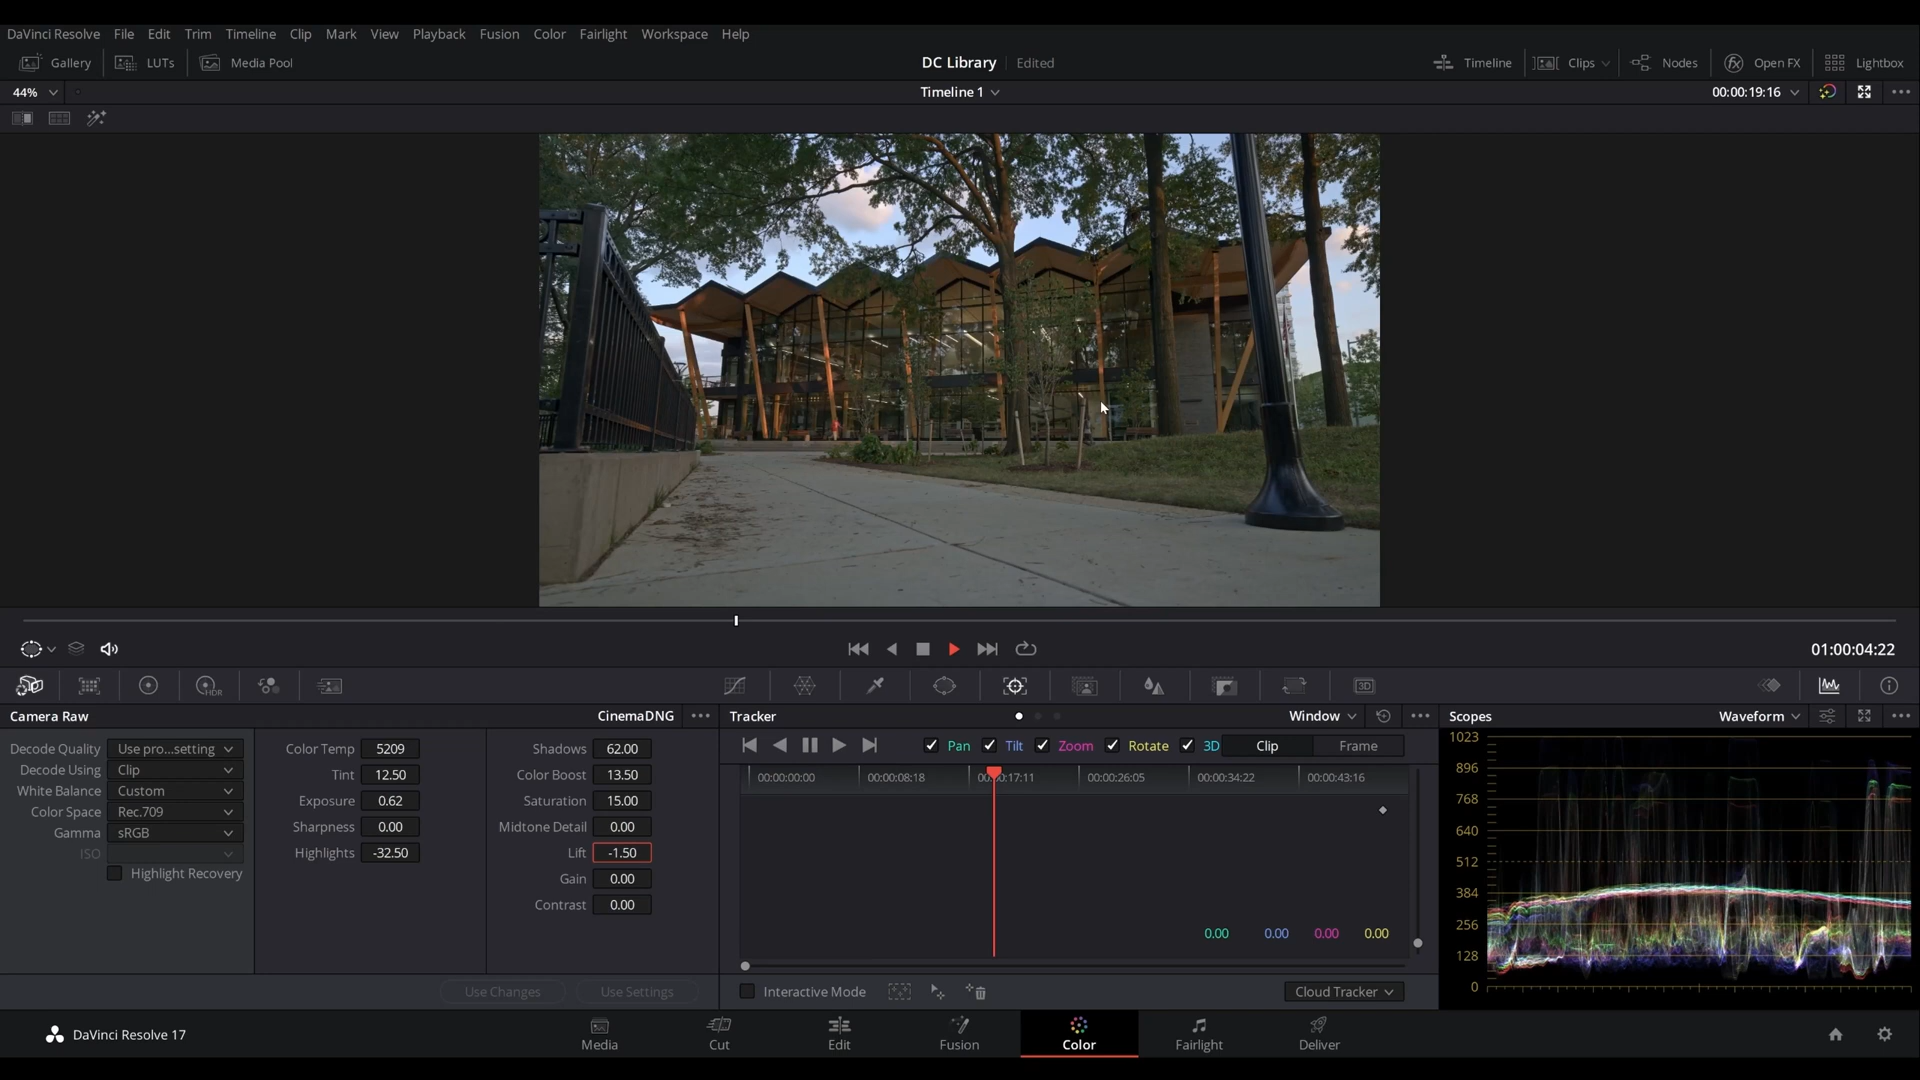 DaVinci Resolve File Edit Trim Timeline Clip Mark View Playback Fusion Color Fairlight Workspace Help
Gallery LUTs Media Pool DC Library Edited Timeline Clips Nodes Open FX Lightbox
44% Timeline 1 00:00:19:16
01:00:04:22
HDR 3D
Camera Raw CinemaDNG
Decode Quality Use pro...setting
Decode Using Clip
White Balance Custom
Color Space Rec.709
Gamma sRGB
ISO
Highlight Recovery
Color Temp 5209
Tint 12.50
Exposure 0.62
Sharpness 0.00
Highlights -32.50
Shadows 62.00
Color Boost 13.50
Saturation 15.00
Midtone Detail 0.00
Lift -1.50
Gain 0.00
Contrast 0.00
Use Changes Use Settings
Tracker Window
Pan Tilt Zoom Rotate 3D Clip Frame
00:00:00:00 00:00:08:18 00:00:17:11 00:00:26:05 00:00:34:22 00:00:43:16
0.00 0.00 0.00 0.00
Interactive Mode Cloud Tracker
Scopes Waveform
1023
896
768
640
512
384
256
128
0
DaVinci Resolve 17 Media Cut Edit Fusion Color Fairlight Deliver